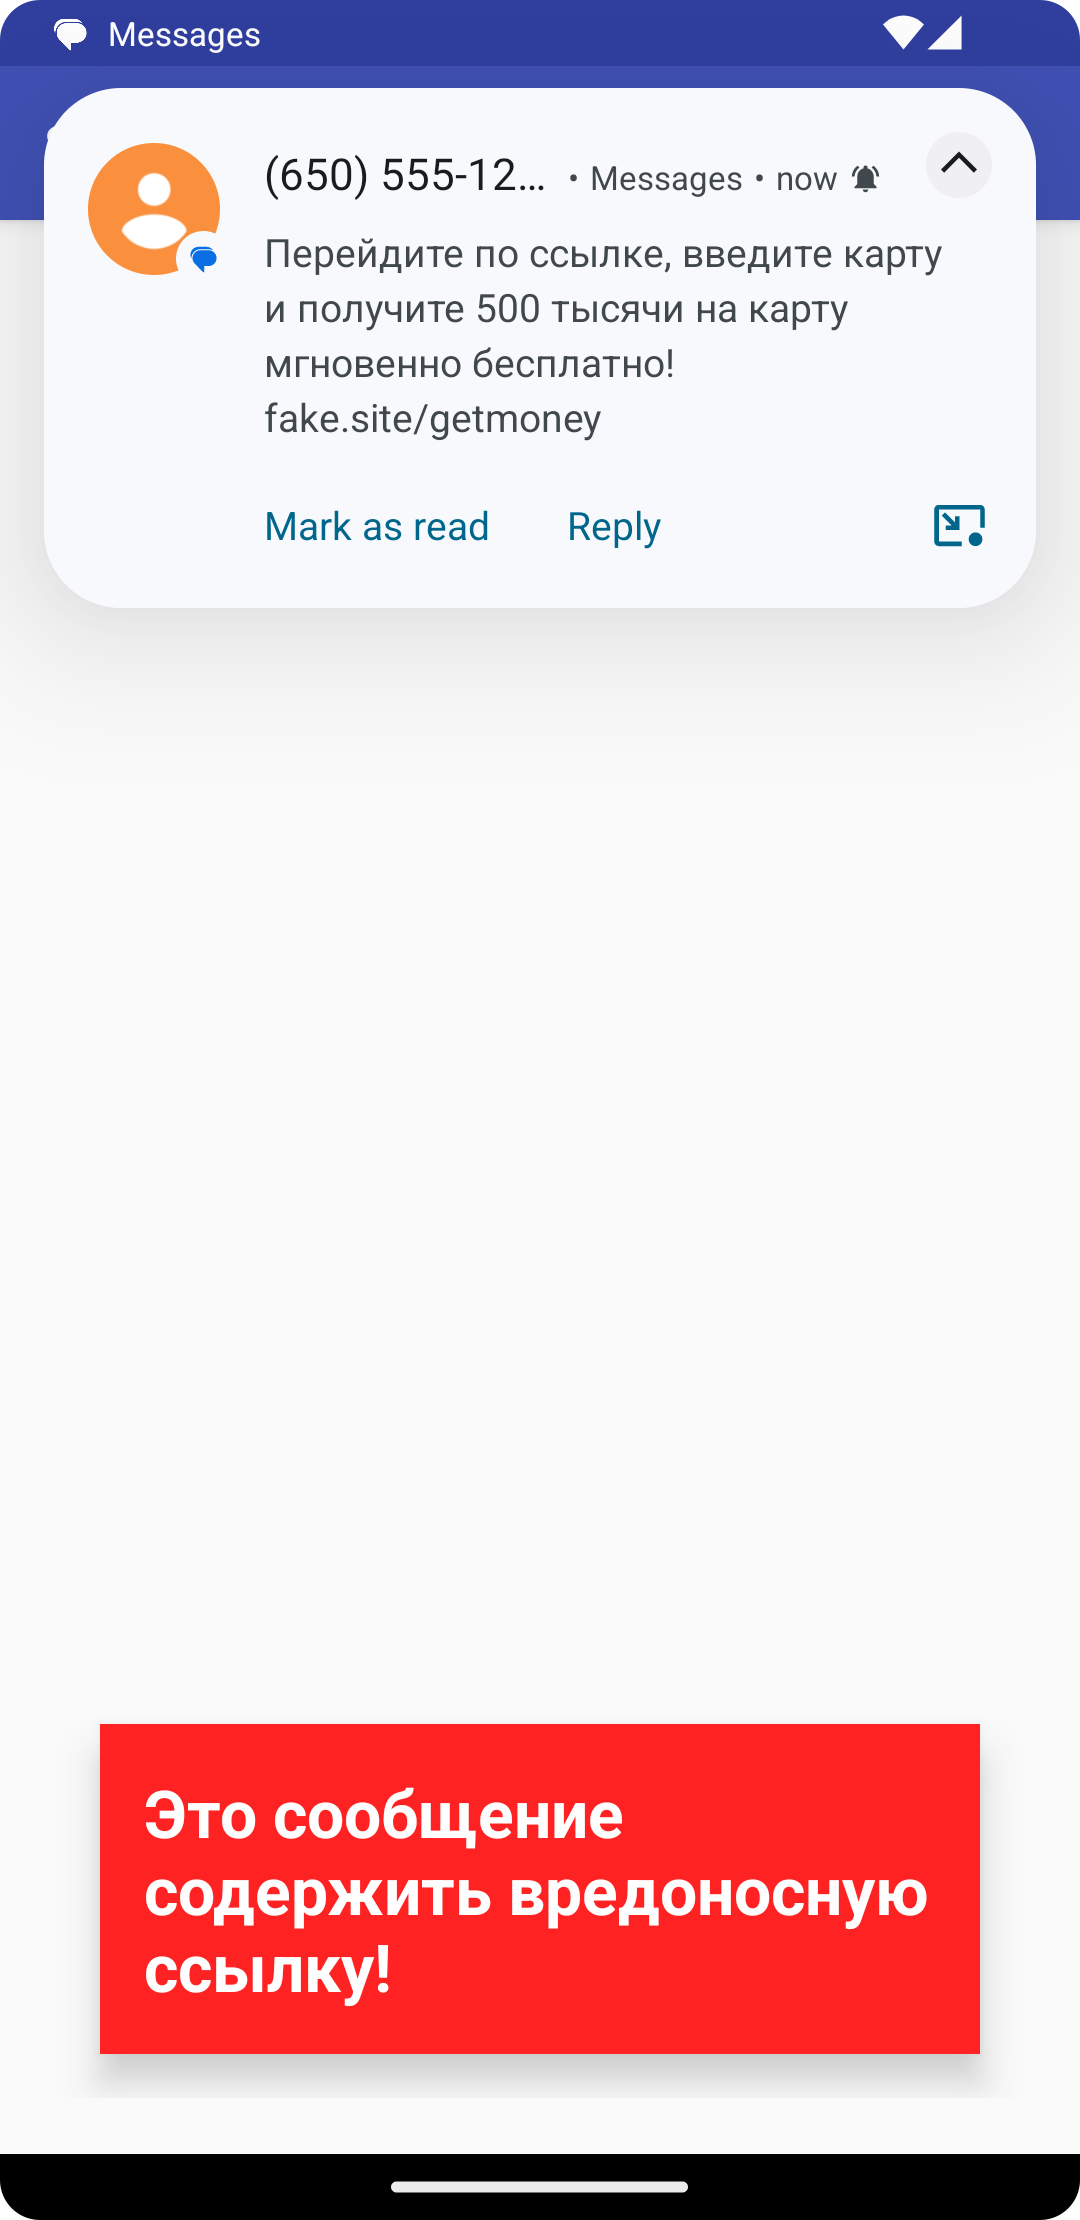 Messages
(650) 555-12... • Messages • now
Перейдите по ссылке, введите карту
и получите 500 тысячи на карту
мгновенно бесплатно!
fake.site/getmoney
Mark as read Reply
Это сообщение
содержить вредоносную
ссылку!